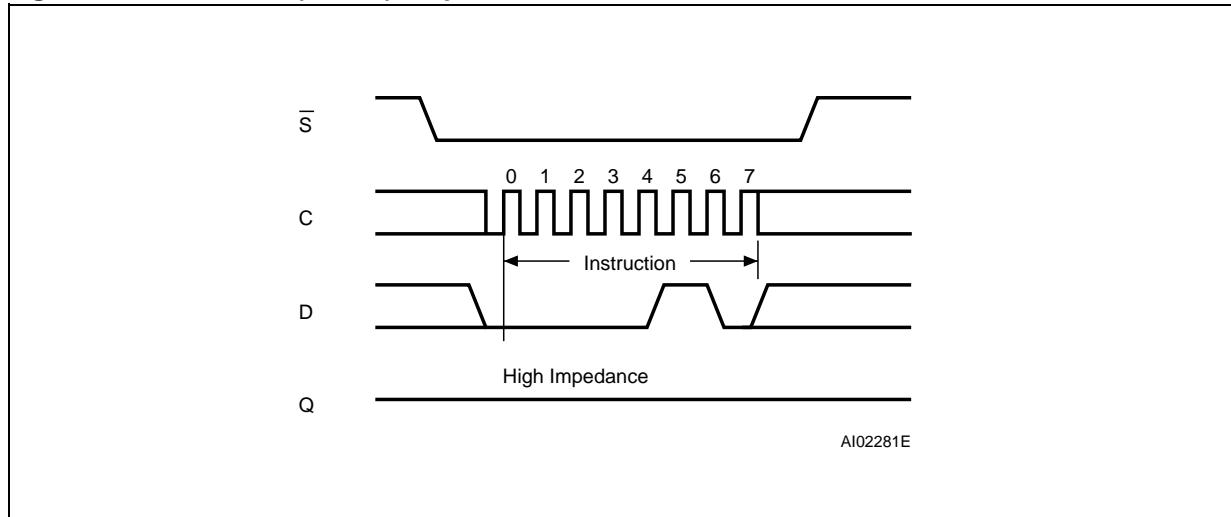 S̅
0 1 2 3 4 5 6 7
C
Instruction
D
High Impedance
Q
AI02281E